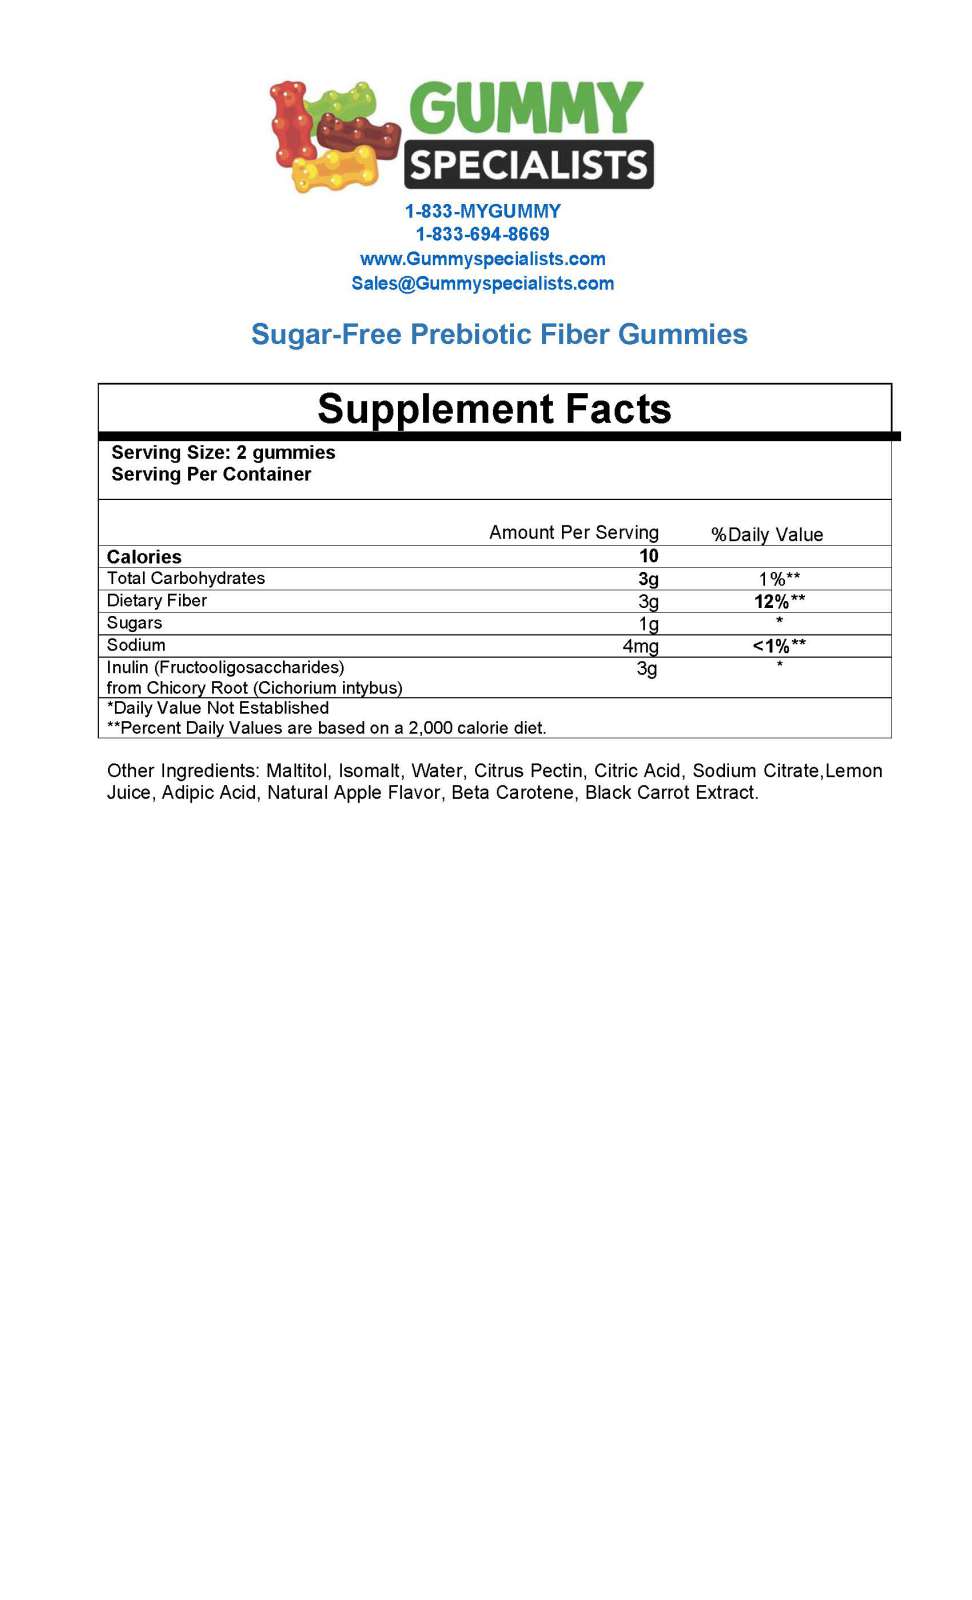 GUMMY
SPECIALISTS
1-833-MYGUMMY
1-833-694-8669
www.Gummyspecialists.com
Sales@Gummyspecialists.com
Sugar-Free Prebiotic Fiber Gummies
Supplement Facts
Serving Size: 2 gummies
Serving Per Container
Amount Per Serving %Daily Value
Calories 10
Total Carbohydrates 3g 1%**
Dietary Fiber 3g 12%**
Sugars 1g *
Sodium 4mg <1%**
Inulin (Fructooligosaccharides) 3g *
from Chicory Root (Cichorium intybus)
*Daily Value Not Established
**Percent Daily Values are based on a 2,000 calorie diet.
Other Ingredients: Maltitol, Isomalt, Water, Citrus Pectin, Citric Acid, Sodium Citrate,Lemon
Juice, Adipic Acid, Natural Apple Flavor, Beta Carotene, Black Carrot Extract.